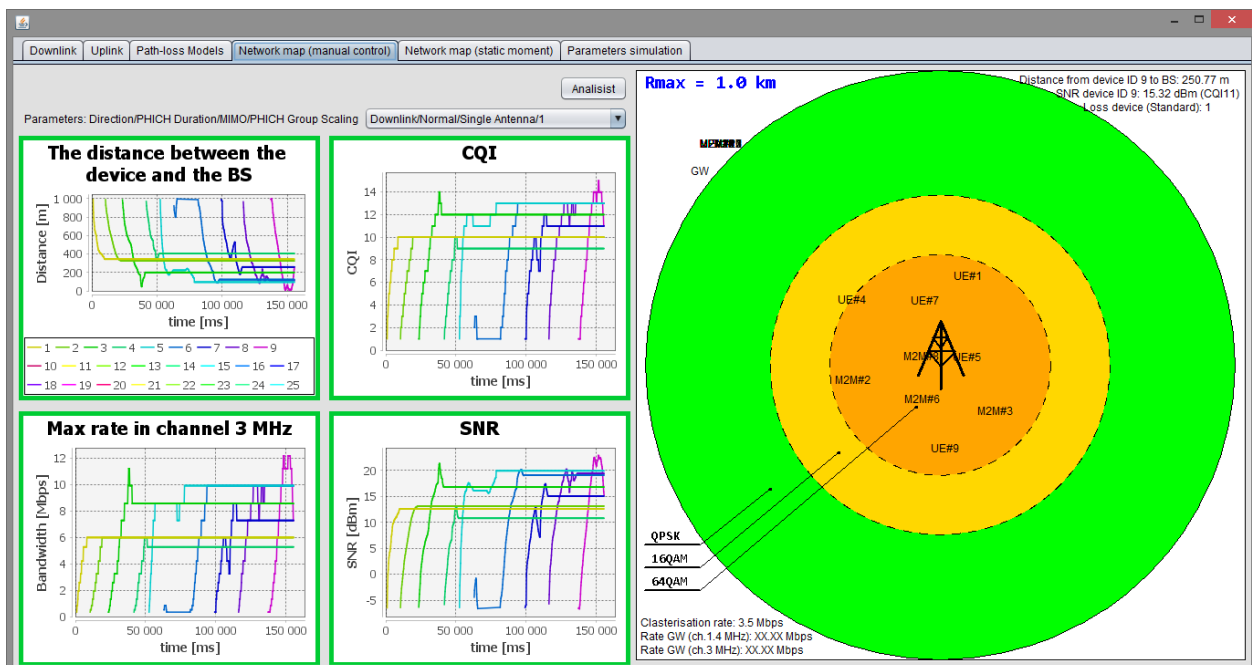 Downlink Uplink Path-loss Models Network map (manual control) Network map (static moment) Parameters simulation
Analisist
Parameters: Direction/PHICH Duration/MIMO/PHICH Group Scaling Downlink/Normal/Single Antenna/1
The distance between the
device and the BS
1 000
800
600
400
200
0
Distance [m]
0 50 000 100 000 150 000
time [ms]
1 2 3 4 5 6 7 8 9
10 11 12 13 14 15 16 17
18 19 20 21 22 23 24 25
CQI
14
12
10
8
6
4
2
0
CQI
0 50 000 100 000 150 000
time [ms]
Max rate in channel 3 MHz
12
10
8
6
4
2
0
Bandwidth [Mbps]
0 50 000 100 000 150 000
time [ms]
SNR
20
15
10
5
0
-5
SNR [dBm]
0 50 000 100 000 150 000
time [ms]
Rmax = 1.0 km
Distance from device ID 9 to BS: 250.77 m
SNR device ID 9: 15.32 dBm (CQI11)
Loss device (Standard): 1
GW
UE#1
UE#4
UE#7
UE#5
M2M#2
M2M#6
M2M#3
UE#9
QPSK
16QAM
64QAM
Clasterisation rate: 3.5 Mbps
Rate GW (ch.1.4 MHz): XX.XX Mbps
Rate GW (ch.3 MHz): XX.XX Mbps